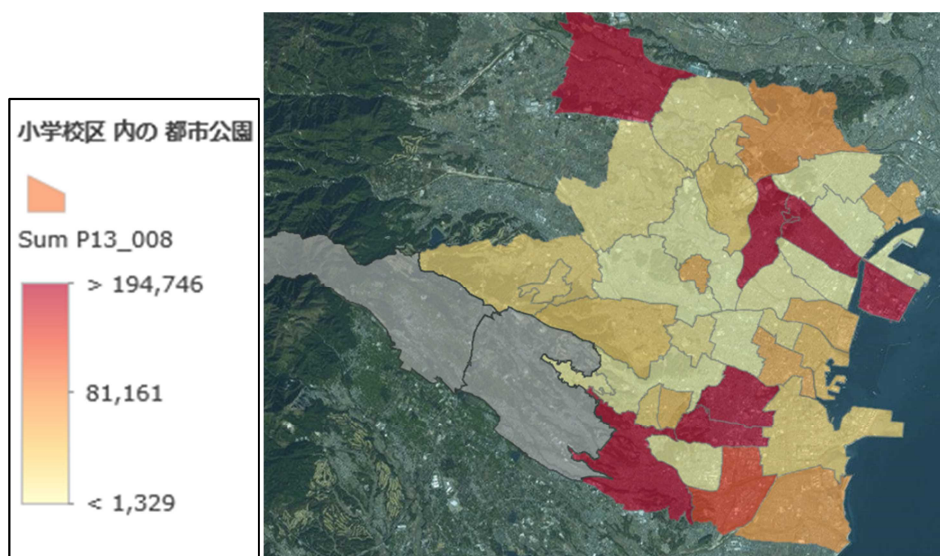 小学校区 内の 都市公園
Sum P13_008
> 194,746
81,161
< 1,329